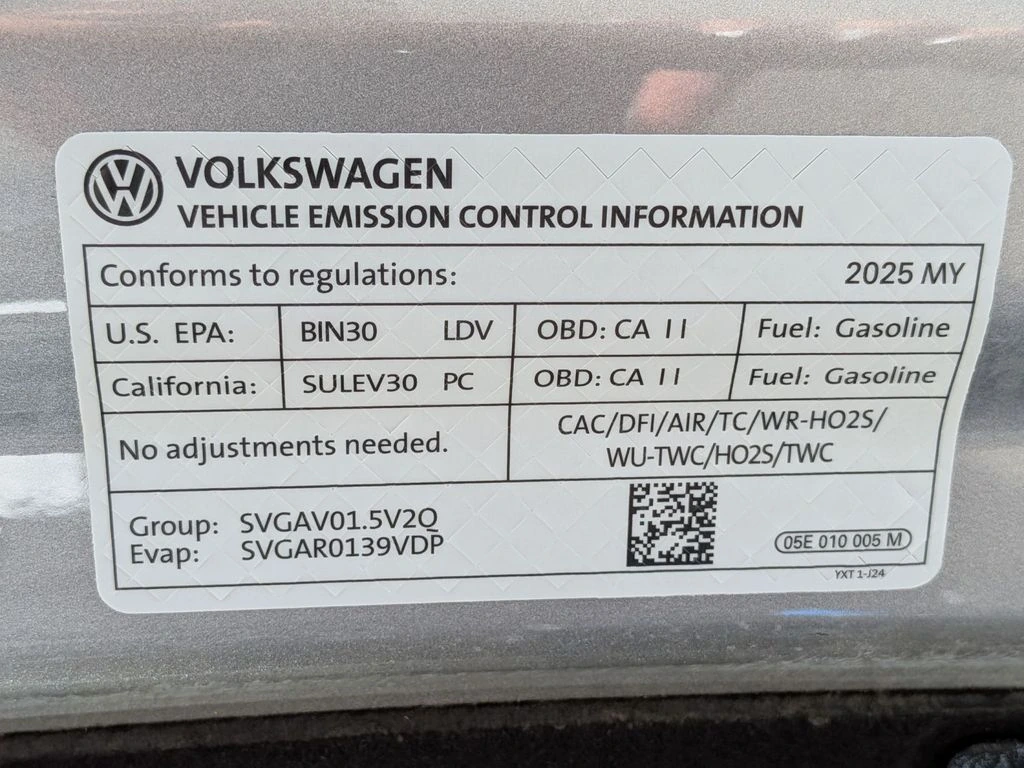 VOLKSWAGEN
VEHICLE EMISSION CONTROL INFORMATION
Conforms to regulations: 2025 MY
U.S. EPA: BIN30 LDV OBD: CA II Fuel: Gasoline
California: SULEV30 PC OBD: CA II Fuel: Gasoline
No adjustments needed.
CAC/DFI/AIR/TC/WR-HO2S/
WU-TWC/HO2S/TWC
Group: SVGAV01.5V2Q
Evap: SVGAR0139VDP
05E 010 005 M
YXT 1-J24